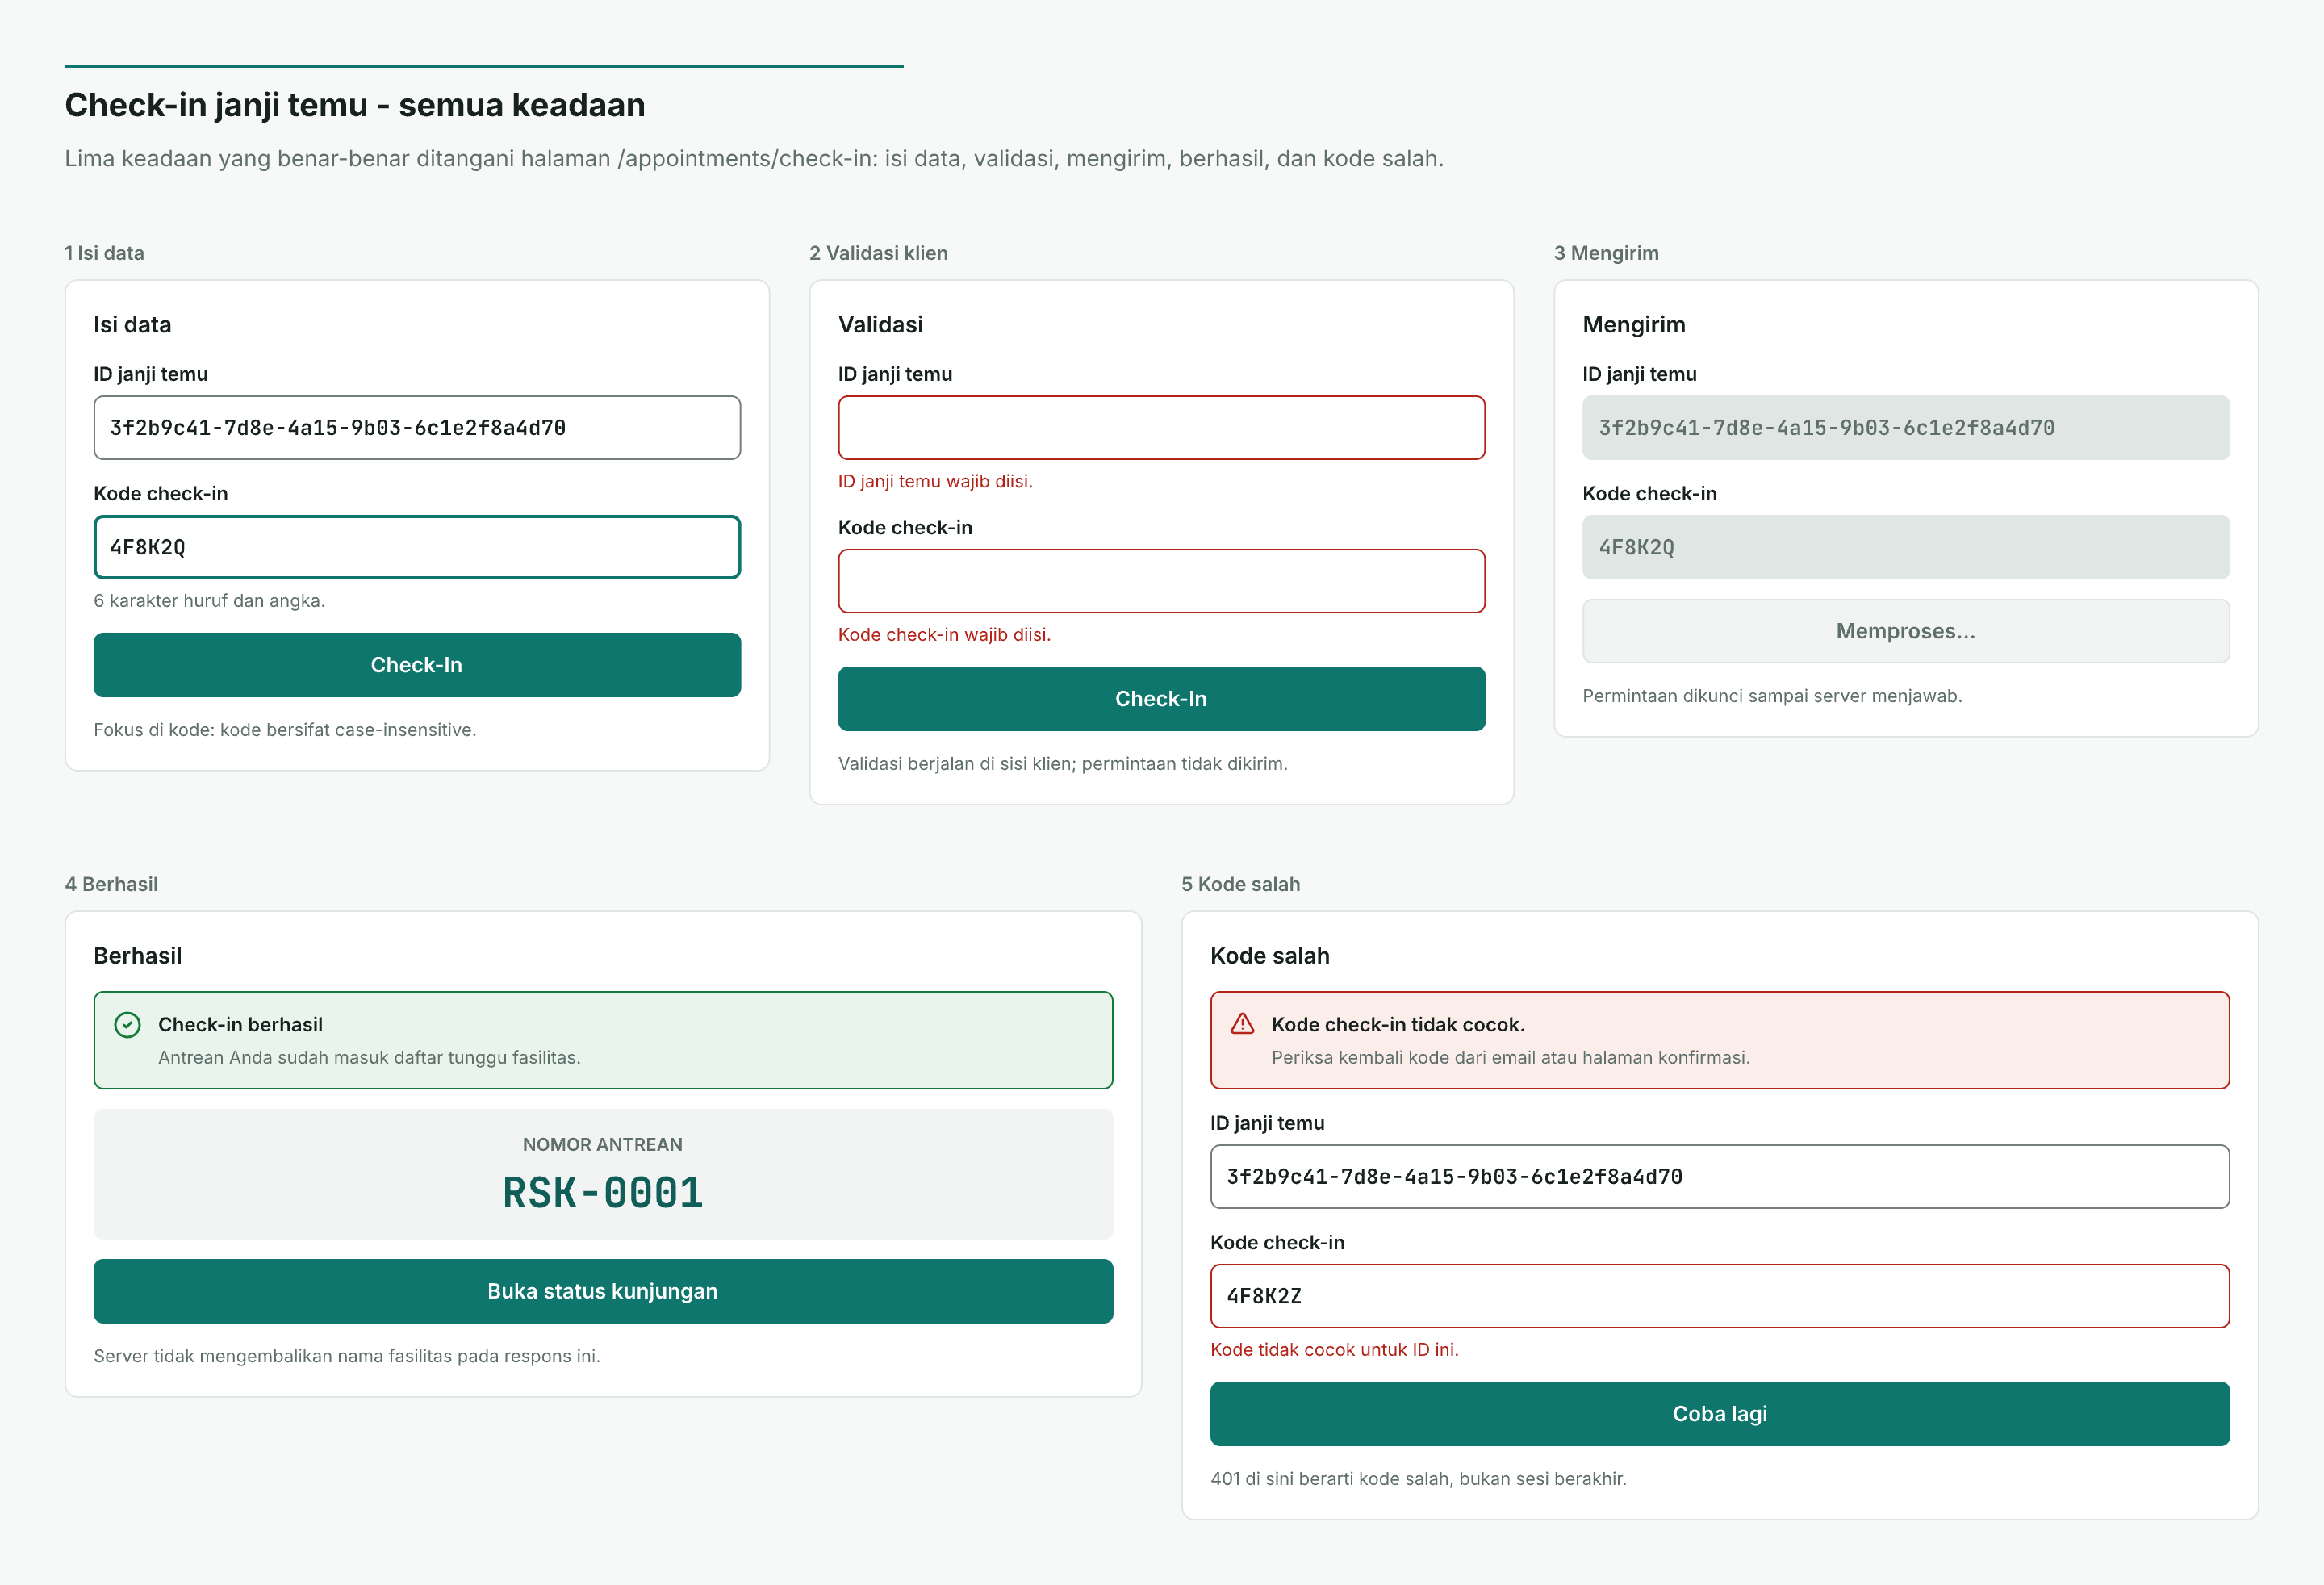 Check-in janji temu - semua keadaan
Lima keadaan yang benar-benar ditangani halaman /appointments/check-in: isi data, validasi, mengirim, berhasil, dan kode salah.
1 Isi data
Isi data
ID janji temu
3f2b9c41-7d8e-4a15-9b03-6c1e2f8a4d70
Kode check-in
4F8K2Q
6 karakter huruf dan angka.
Check-In
Fokus di kode: kode bersifat case-insensitive.
2 Validasi klien
Validasi
ID janji temu
ID janji temu wajib diisi.
Kode check-in
Kode check-in wajib diisi.
Check-In
Validasi berjalan di sisi klien; permintaan tidak dikirim.
3 Mengirim
Mengirim
ID janji temu
3f2b9c41-7d8e-4a15-9b03-6c1e2f8a4d70
Kode check-in
4F8K2Q
Memproses...
Permintaan dikunci sampai server menjawab.
4 Berhasil
Berhasil
Check-in berhasil
Antrean Anda sudah masuk daftar tunggu fasilitas.
NOMOR ANTREAN
RSK-0001
Buka status kunjungan
Server tidak mengembalikan nama fasilitas pada respons ini.
5 Kode salah
Kode salah
Kode check-in tidak cocok.
Periksa kembali kode dari email atau halaman konfirmasi.
ID janji temu
3f2b9c41-7d8e-4a15-9b03-6c1e2f8a4d70
Kode check-in
4F8K2Z
Kode tidak cocok untuk ID ini.
Coba lagi
401 di sini berarti kode salah, bukan sesi berakhir.